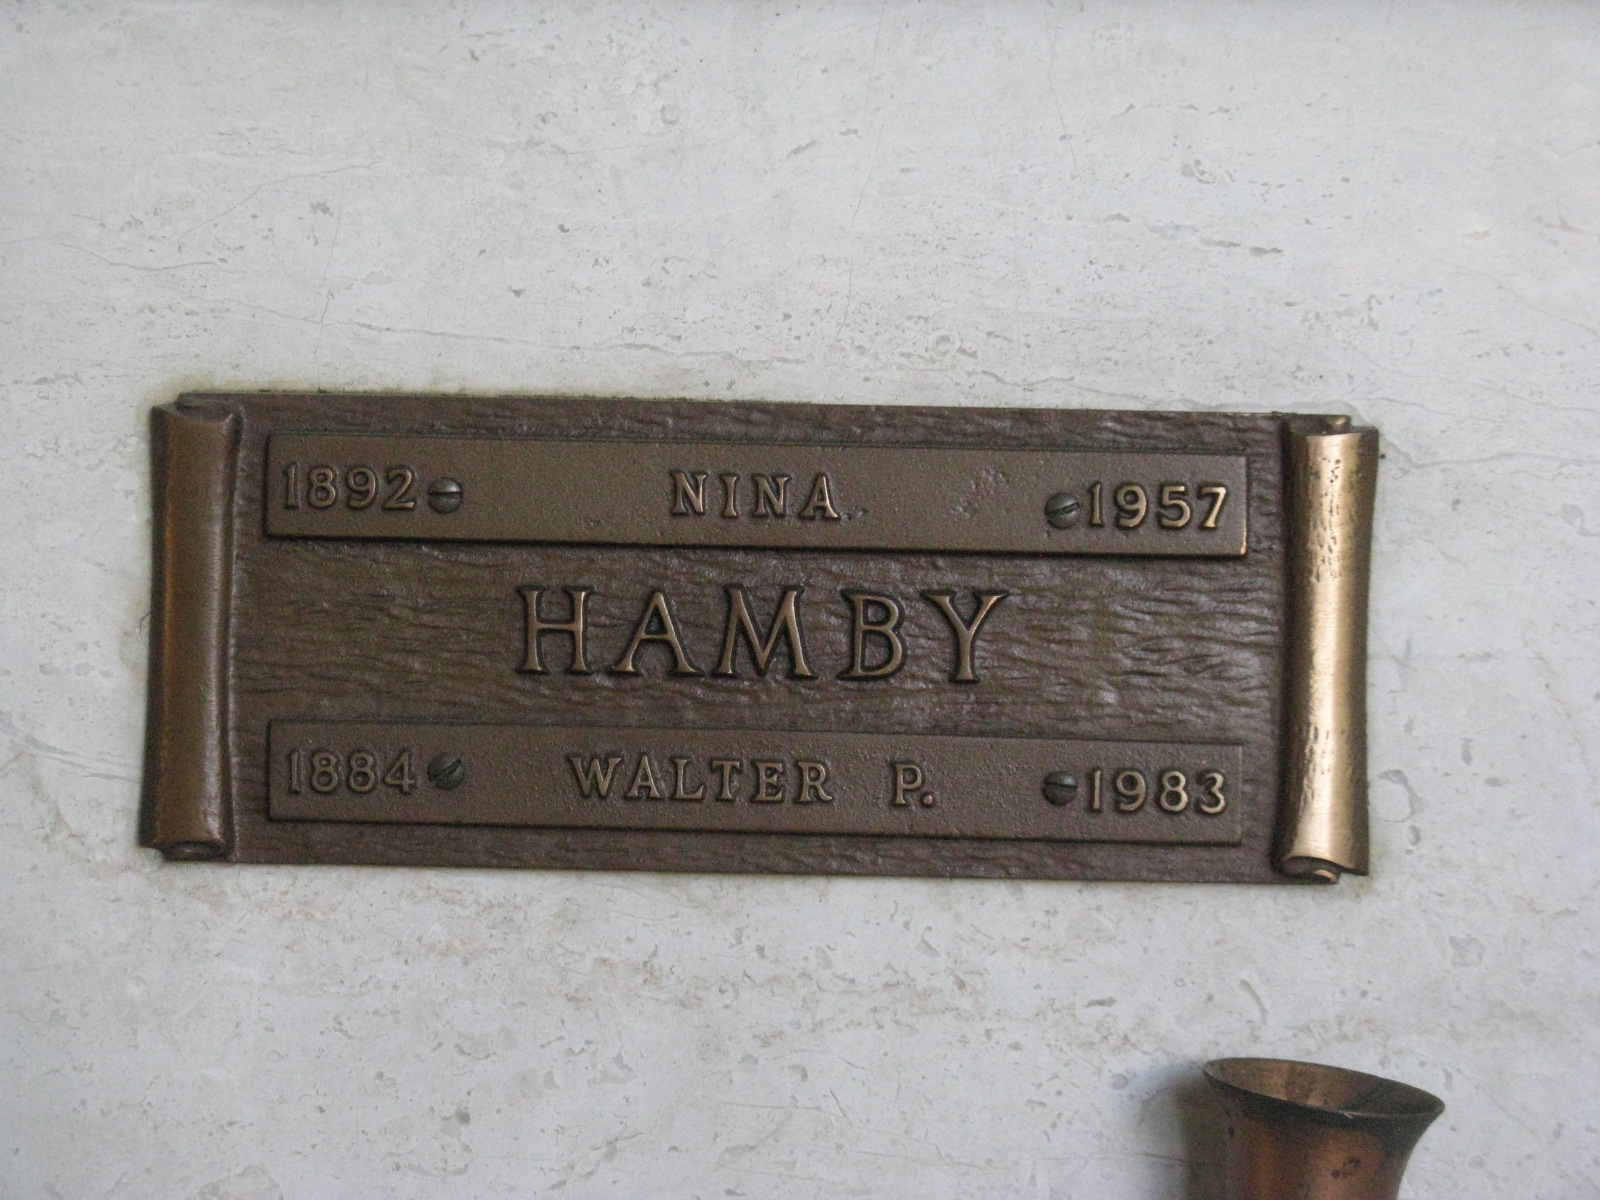 1892 NINA 1957
HAMBY
1884 WALTER P. 1983